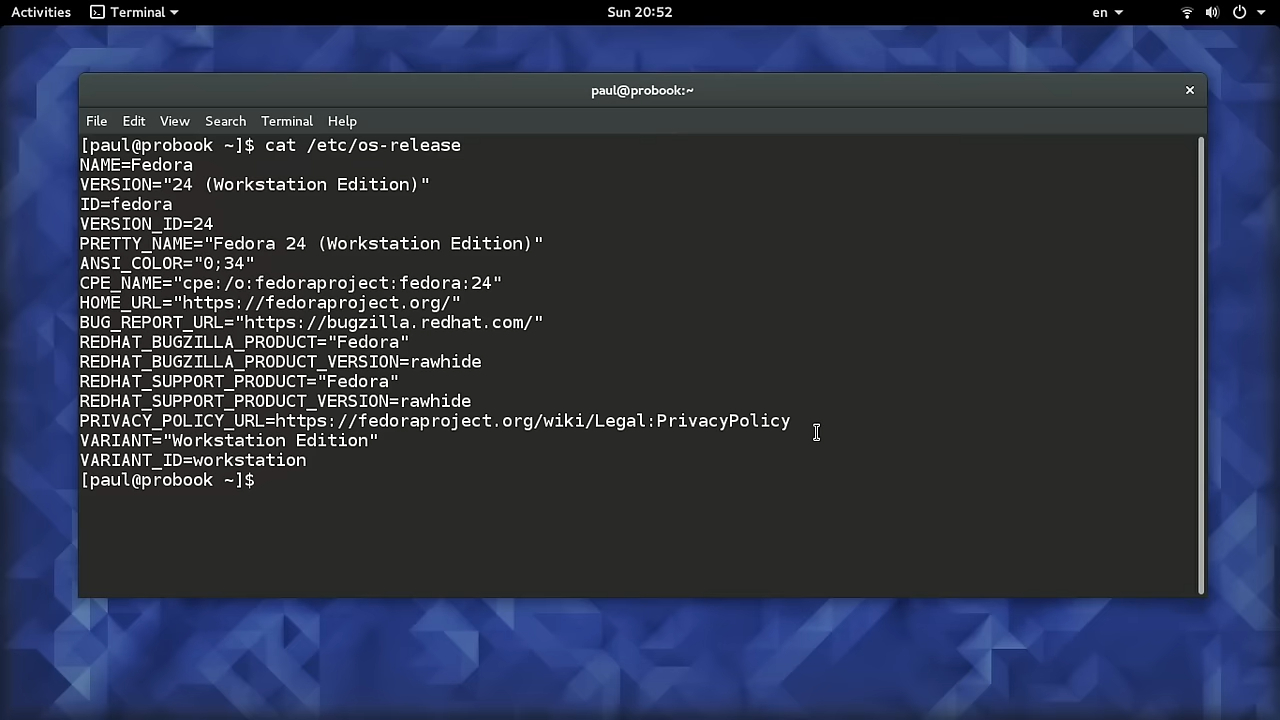 Activities Terminal Sun 20:52 en
paul@probook:~
File Edit View Search Terminal Help
[paul@probook ~]$ cat /etc/os-release
NAME=Fedora
VERSION="24 (Workstation Edition)"
ID=fedora
VERSION_ID=24
PRETTY_NAME="Fedora 24 (Workstation Edition)"
ANSI_COLOR="0;34"
CPE_NAME="cpe:/o:fedoraproject:fedora:24"
HOME_URL="https://fedoraproject.org/"
BUG_REPORT_URL="https://bugzilla.redhat.com/"
REDHAT_BUGZILLA_PRODUCT="Fedora"
REDHAT_BUGZILLA_PRODUCT_VERSION=rawhide
REDHAT_SUPPORT_PRODUCT="Fedora"
REDHAT_SUPPORT_PRODUCT_VERSION=rawhide
PRIVACY_POLICY_URL=https://fedoraproject.org/wiki/Legal:PrivacyPolicy
VARIANT="Workstation Edition"
VARIANT_ID=workstation
[paul@probook ~]$